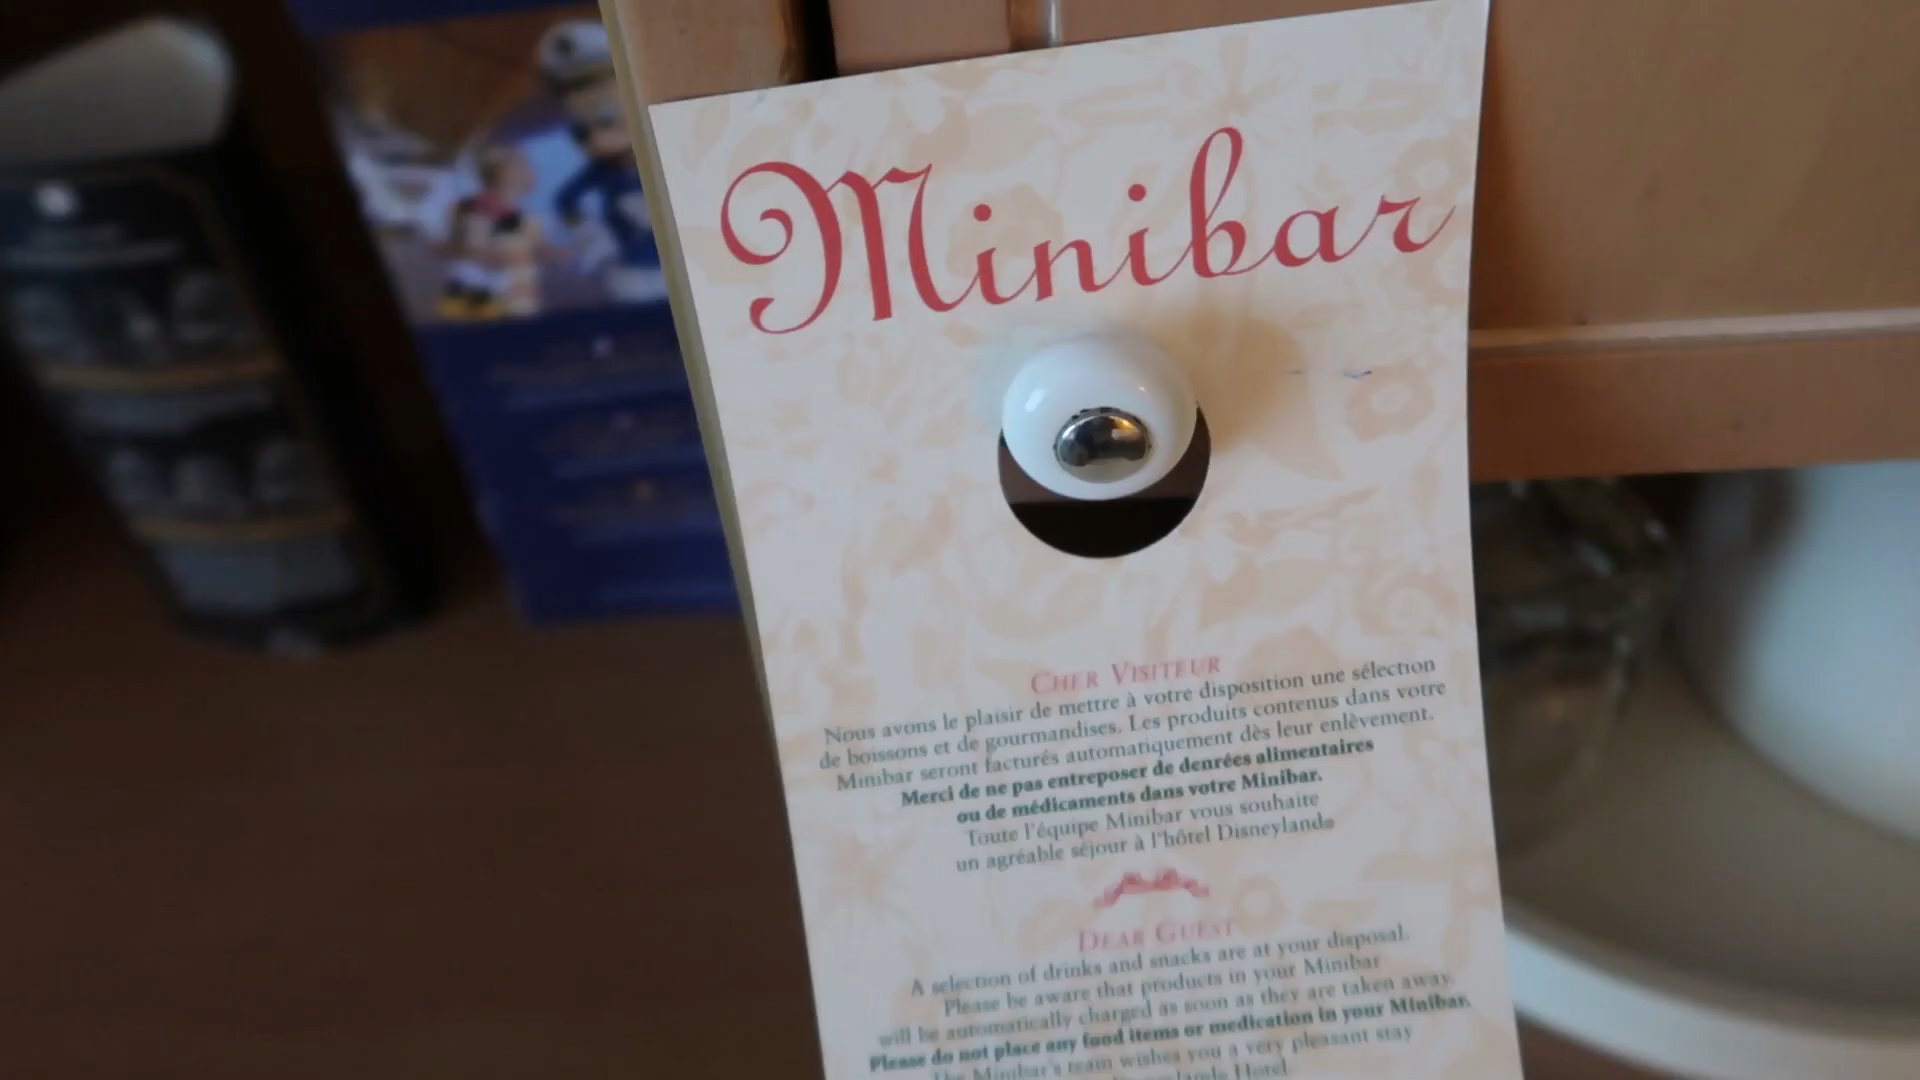 Minibar
CHER VISITEUR
Nous avons le plaisir de mettre à votre disposition une sélection
de boissons et de gourmandises. Les produits contenus dans votre
Minibar seront facturés automatiquement dès leur enlèvement.
Merci de ne pas entreposer de denrées alimentaires
ou de médicaments dans votre Minibar.
Toute l'équipe Minibar vous souhaite
un agréable séjour à l'hôtel Disneyland®
DEAR GUEST
A selection of drinks and snacks are at your disposal.
Please be aware that products in your Minibar
will be automatically charged as soon as they are taken away.
Please do not place any food items or medication in your Minibar.
The Minibar's team wishes you a very pleasant stay
Hotel